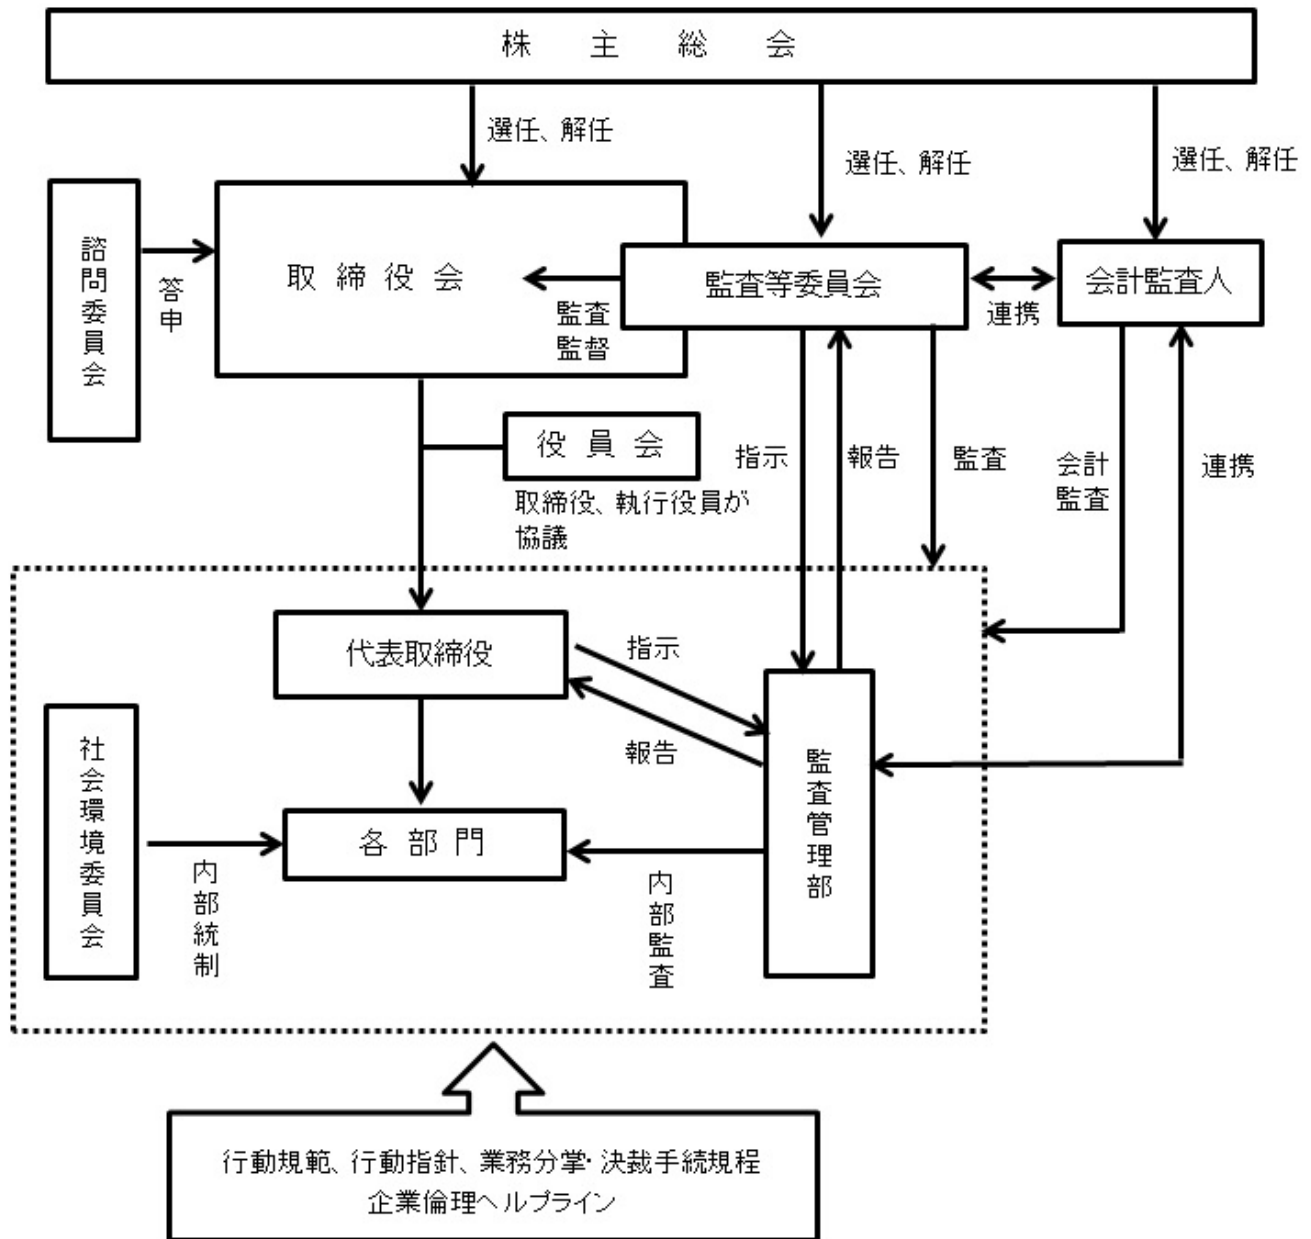 株主総会
選任、解任
選任、解任
選任、解任
諮問委員会
答申
取締役会
監査
監督
監査等委員会
連携
会計監査人
役員会
取締役、執行役員が
協議
指示
報告
監査
会計
監査
連携
代表取締役
指示
報告
社会環境委員会
内部統制
各部門
内部監査
監査管理部
行動規範、行動指針、業務分掌・決裁手続規程
企業倫理ヘルプライン